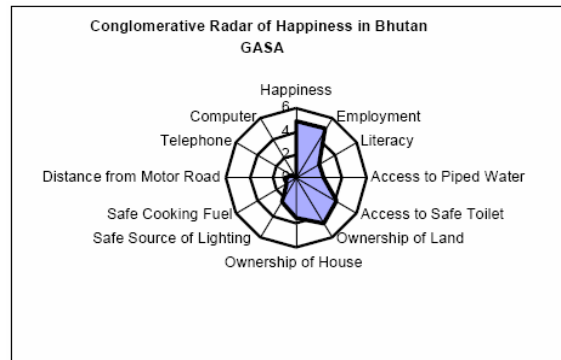 Conglomerative Radar of Happiness in Bhutan
GASA
Happiness
6
Computer
Employment
4
Telephone
Literacy
2
Distance from Motor Road
0
Access to Piped Water
Safe Cooking Fuel
Access to Safe Toilet
Safe Source of Lighting
Ownership of Land
Ownership of House